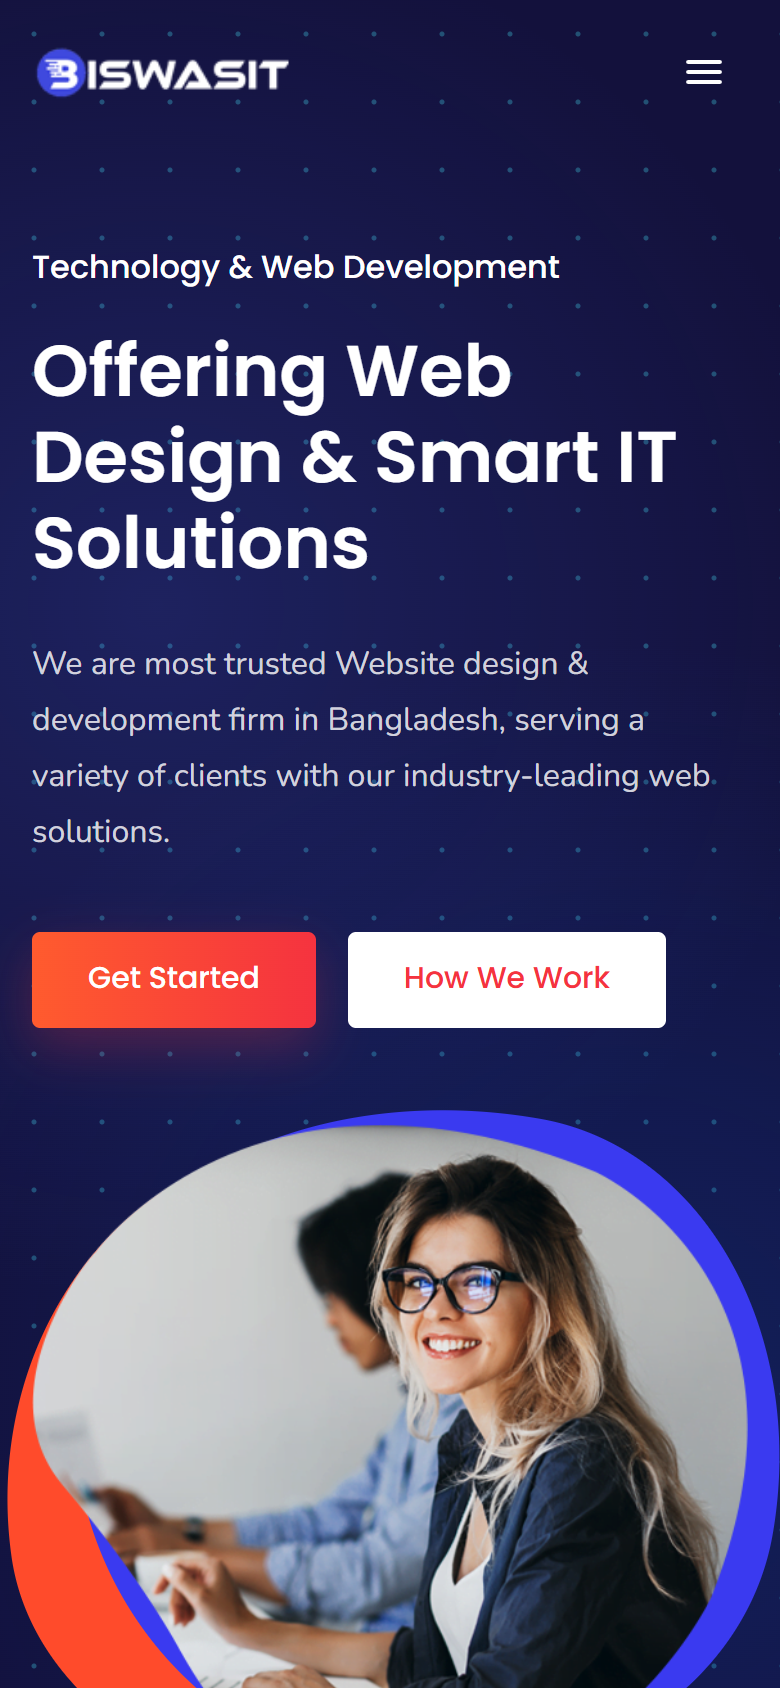 BISWASIT
Technology & Web Development
Offering Web
Design & Smart IT
Solutions
We are most trusted Website design &
development firm in Bangladesh, serving a
variety of clients with our industry-leading web
solutions.
Get Started
How We Work